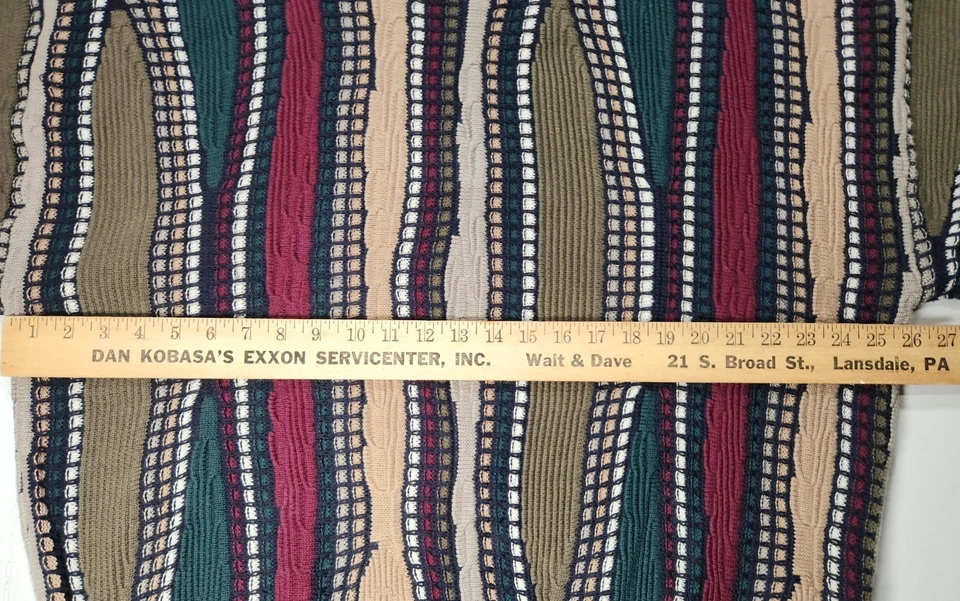 1 2 3 4 5 6 7 8 9 10 11 12 13 14 15 16 17 18 19 20 21 22 23 24 25 26 27
DAN KOBASA'S EXXON SERVICENTER, INC. Walt & Dave 21 S. Broad St., Lansdale, PA